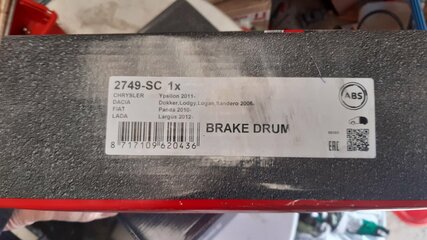 2749-SC 1x
CHRYSLER Ypsilon 2011-
DACIA Dokker,Lodgy,Logan,Sandero 2006-
FIAT Panda 2010-
LADA Largus 2012-
ABS
BRAKE DRUM
8 717109 620436
EAC